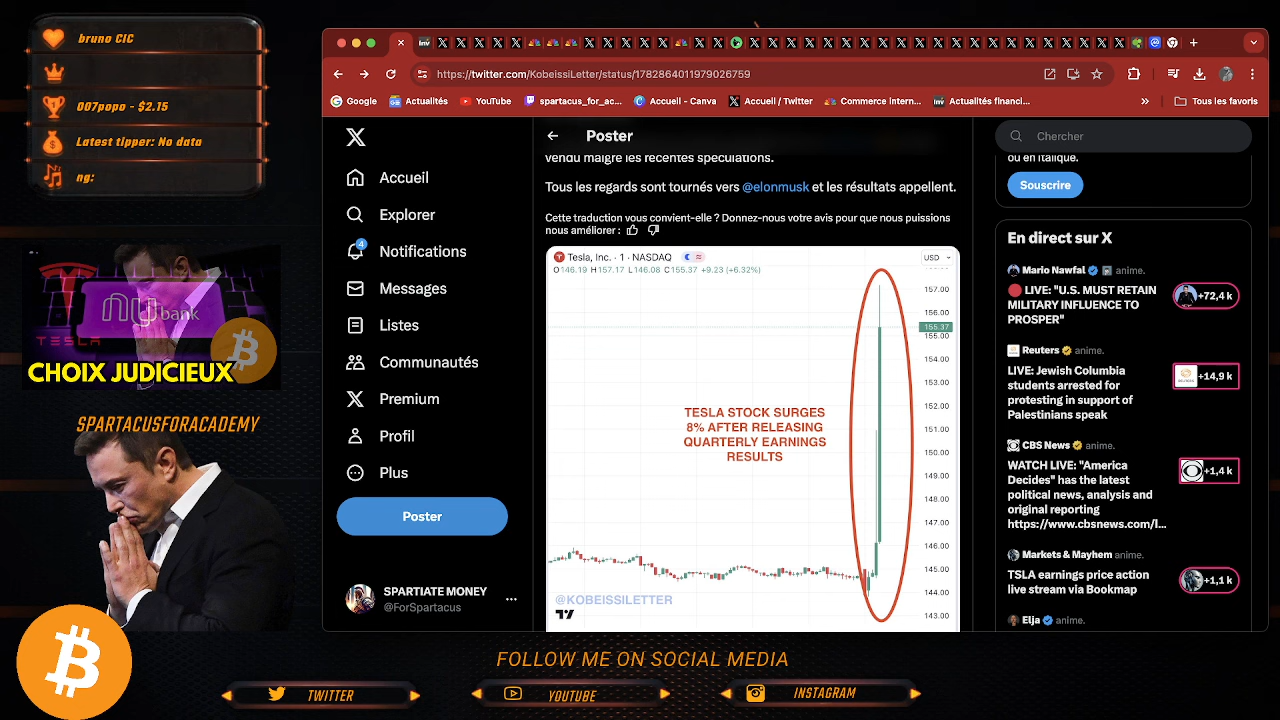 bruno CIC
007popo - $2.15
Latest tipper: No data
ng:
nu
bank
TESLA
CHOIX JUDICIEUX
SPARTACUSFORACADEMY
https://twitter.com/KobeissiLetter/status/1782864011979026759
Google
Actualités
YouTube
spartacus_for_ac...
Accueil - Canva
Accueil / Twitter
Commerce intern...
Actualités financi...
»
Tous les favoris
Accueil
Explorer
4
Notifications
Messages
Listes
Communautés
Premium
Profil
Plus
Poster
SPARTIATE MONEY
@ForSpartacus
Poster
vendu malgré les récentes spéculations.
Tous les regards sont tournés vers @elonmusk et les résultats appellent.
Cette traduction vous convient-elle ? Donnez-nous votre avis pour que nous puissions
nous améliorer :
Tesla, Inc. · 1 · NASDAQ
USD
O146.19 H157.17 L146.08 C155.37 +9.23 (+6.32%)
157.00
156.00
155.37
155.00
154.00
153.00
152.00
151.00
150.00
149.00
148.00
147.00
146.00
145.00
144.00
143.00
TESLA STOCK SURGES
8% AFTER RELEASING
QUARTERLY EARNINGS
RESULTS
@KOBEISSILETTER
Chercher
ou en italique.
Souscrire
En direct sur X
Mario Nawfal anime.
LIVE: "U.S. MUST RETAIN
MILITARY INFLUENCE TO
PROSPER"
+72,4 k
Reuters anime.
LIVE: Jewish Columbia
students arrested for
protesting in support of
Palestinians speak
+14,9 k
CBS News anime.
WATCH LIVE: "America
Decides" has the latest
political news, analysis and
original reporting
https://www.cbsnews.com/l...
+1,4 k
Markets & Mayhem anime.
TSLA earnings price action
live stream via Bookmap
+1,1 k
Elja anime.
FOLLOW ME ON SOCIAL MEDIA
TWITTER
YOUTUBE
INSTAGRAM